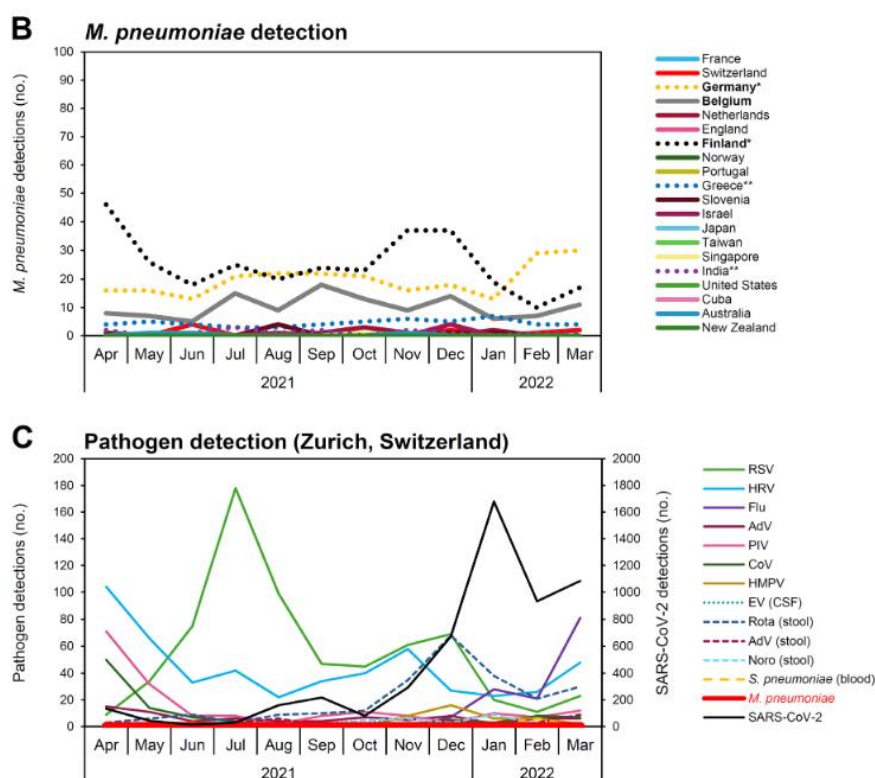 B
M. pneumoniae detection
M. pneumoniae detections (no.)
100
90
80
70
60
50
40
30
20
10
0
Apr May Jun Jul Aug Sep Oct Nov Dec Jan Feb Mar
2021 2022
France
Switzerland
Germany*
Belgium
Netherlands
England
Finland*
Norway
Portugal
Greece**
Slovenia
Israel
Japan
Taiwan
Singapore
India**
United States
Cuba
Australia
New Zealand
C
Pathogen detection (Zurich, Switzerland)
Pathogen detections (no.)
200
180
160
140
120
100
80
60
40
20
0
2000
1800
1600
1400
1200
1000
800
600
400
200
0
SARS-CoV-2 detections (no.)
Apr May Jun Jul Aug Sep Oct Nov Dec Jan Feb Mar
2021 2022
RSV
HRV
Flu
AdV
PIV
CoV
HMPV
EV (CSF)
Rota (stool)
AdV (stool)
Noro (stool)
S. pneumoniae (blood)
M. pneumoniae
SARS-CoV-2